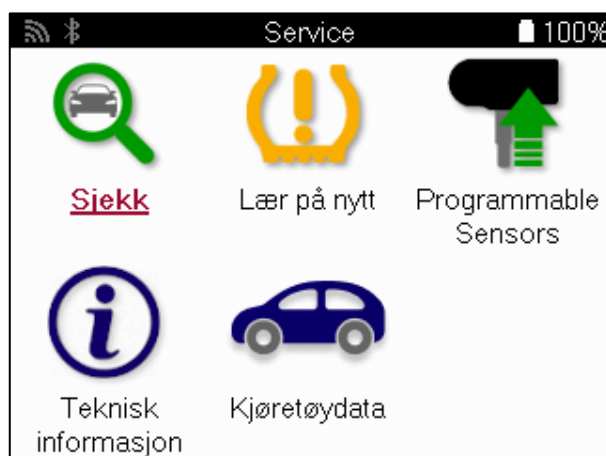 Service
100%
Sjekk
Lær på nytt
Programmable
Sensors
Teknisk
informasjon
Kjøretøydata